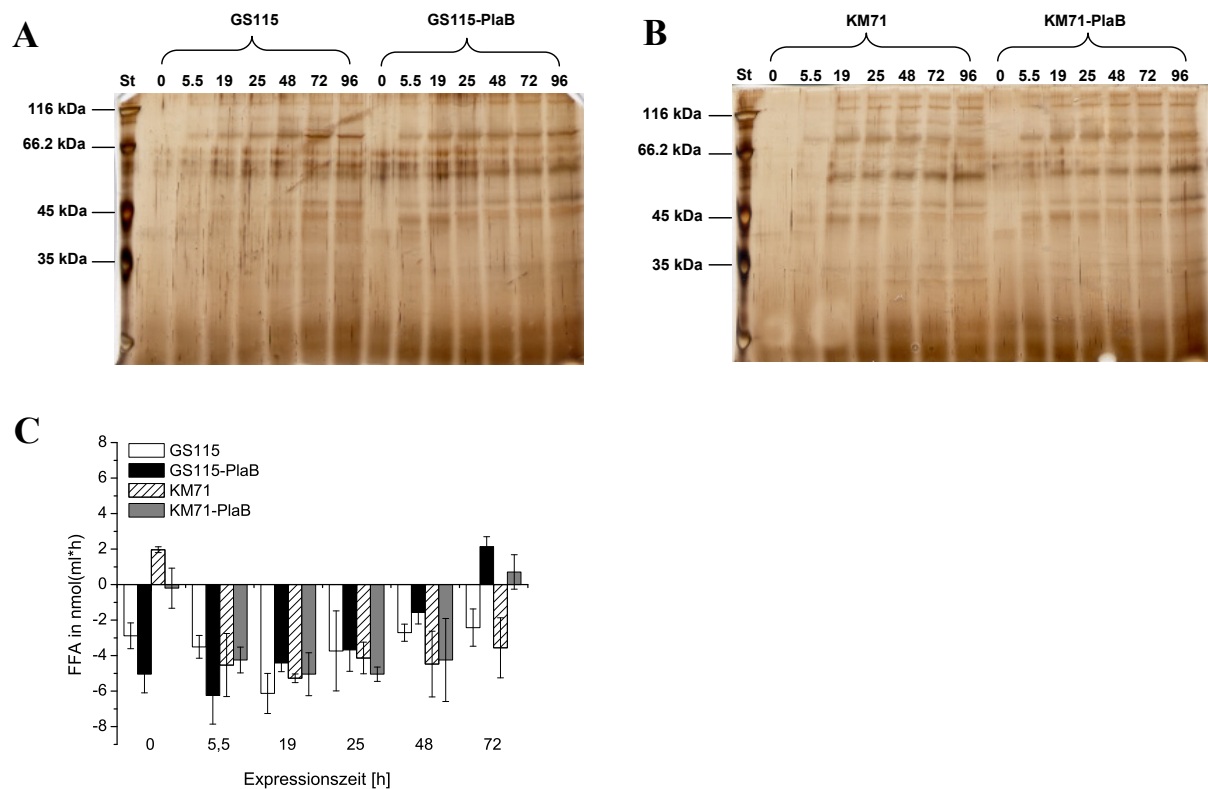 A
GS115 GS115-PlaB
St 0 5.5 19 25 48 72 96 0 5.5 19 25 48 72 96
116 kDa
66.2 kDa
45 kDa
35 kDa
B
KM71 KM71-PlaB
St 0 5.5 19 25 48 72 96 0 5.5 19 25 48 72 96
116 kDa
66.2 kDa
45 kDa
35 kDa
C
GS115
GS115-PlaB
KM71
KM71-PlaB
FFA in nmol(ml*h)
8
6
4
2
0
-2
-4
-6
-8
0 5,5 19 25 48 72
Expressionszeit [h]